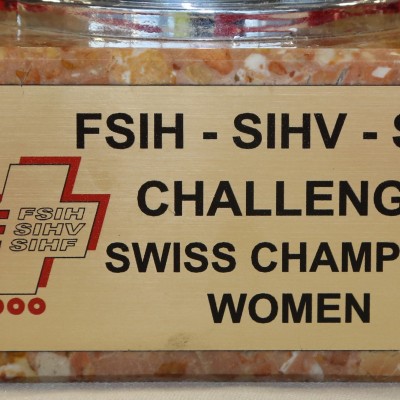 FSIH - SIHV - S
CHALLENG
SWISS CHAMP
WOMEN
FSIH
SIHV
SIHF